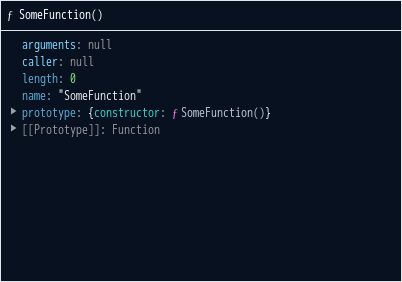 ƒ SomeFunction()
arguments: null
caller: null
length: 0
name: "SomeFunction"
prototype: {constructor: ƒ SomeFunction()}
[[Prototype]]: Function